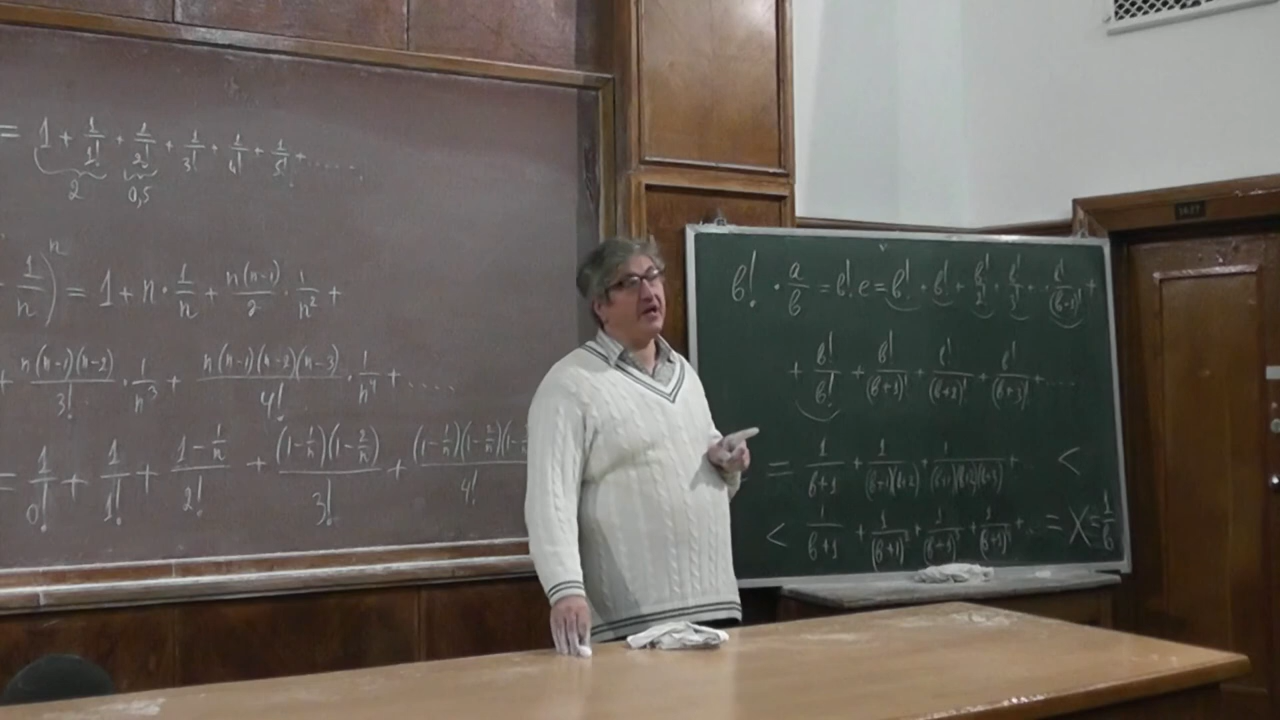 = 1 + 1/1! + 1/2! + 1/3! + 1/4! + 1/5! + .....
2 0,5
1/n)^n = 1 + n · 1/n + n(n-1)/2 · 1/n² +
+ n(n-1)(n-2)/3! · 1/n³ + n(n-1)(n-2)(n-3)/4! · 1/n⁴ + ....
= 1/0! + 1/1! + (1 - 1/n)/2! + (1-1/n)(1-2/n)/3! + (1-1/n)(1-2/n)(1-/4!
b! · a/b = b! e = b! + b! + b!/2! + b!/3! + b!/(b-1)! +
+ b!/b! + b!/(b+1)! + b!/(b+2)! + b!/(b+3)! + ....
= 1/(b+1) + 1/(b+1)(b+2) + 1/(b+1)(b+2)(b+3) + <
< 1/(b+1) + 1/(b+1)² + 1/(b+1)³ + 1/(b+1)⁴ + ... = X = 1/b